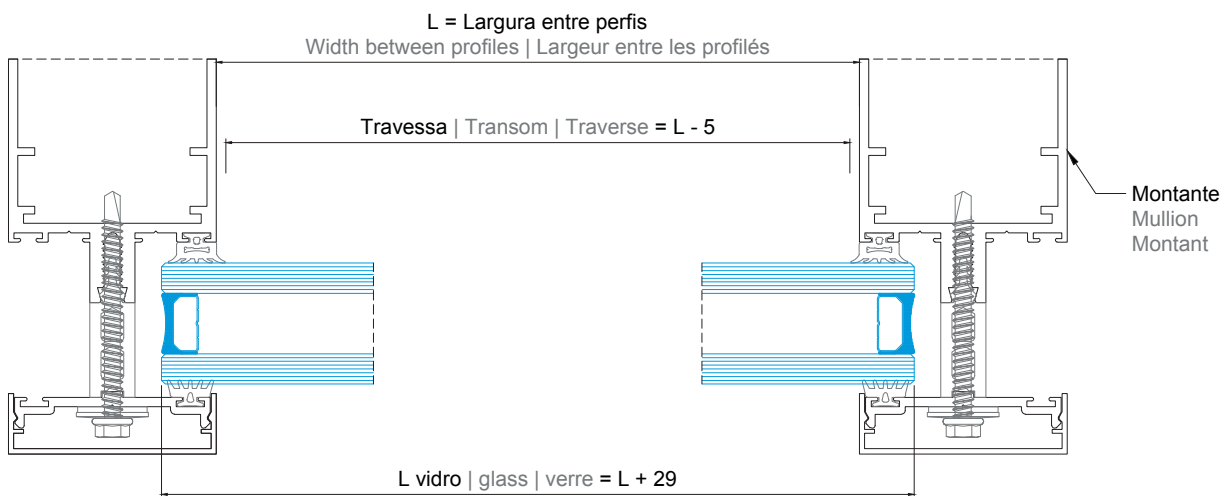 L = Largura entre perfis
Width between profiles | Largeur entre les profilés
Travessa | Transom | Traverse = L - 5
Montante
Mullion
Montant
L vidro | glass | verre = L + 29